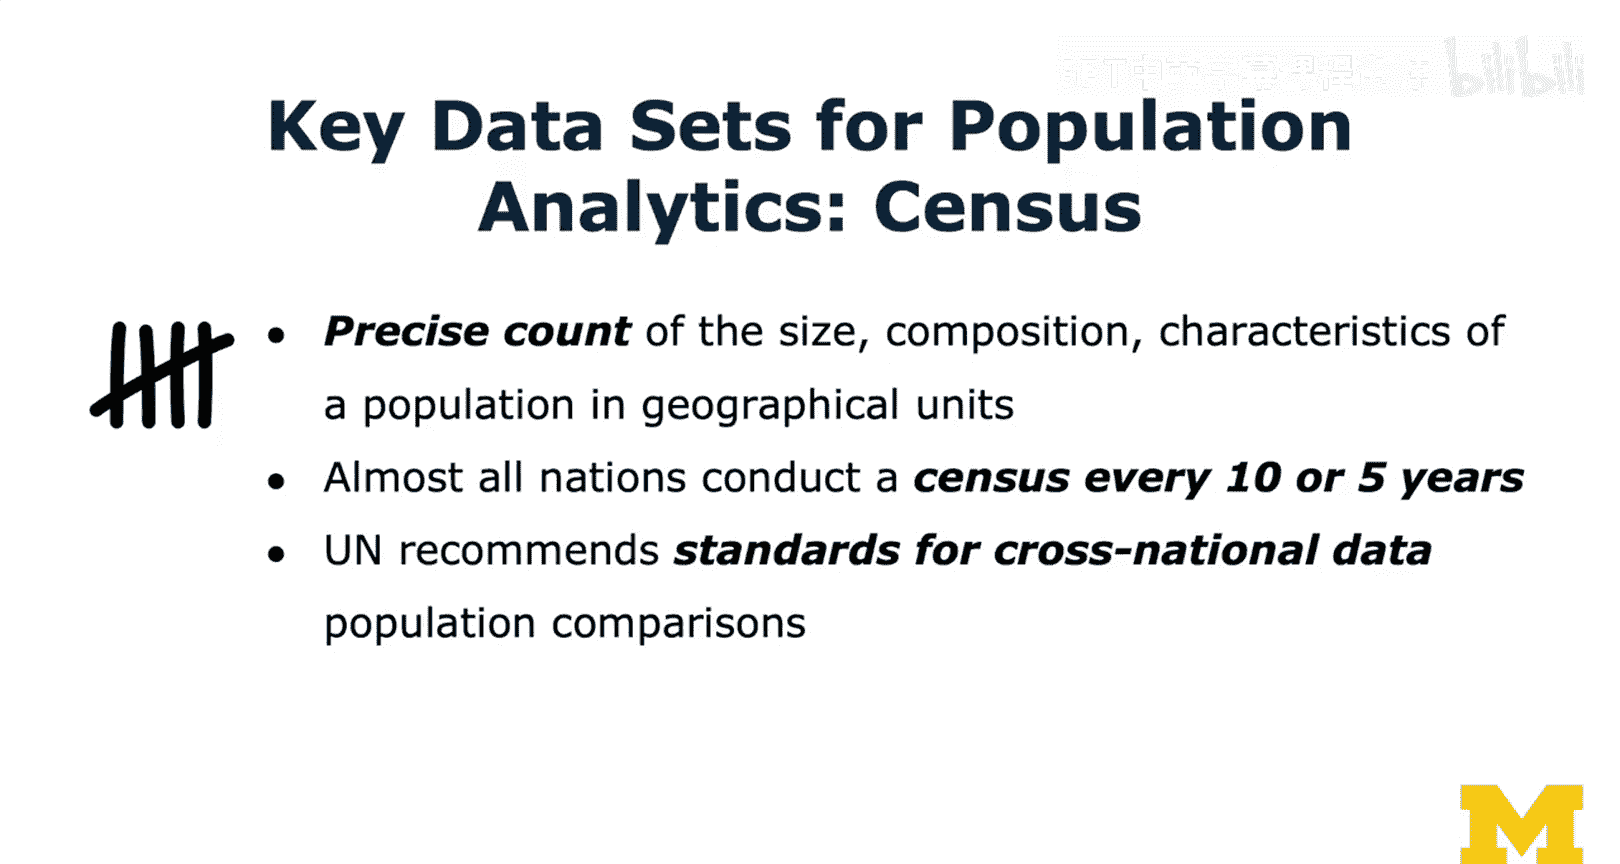 bilibili
Key Data Sets for Population
Analytics: Census
• Precise count of the size, composition, characteristics of
a population in geographical units
• Almost all nations conduct a census every 10 or 5 years
• UN recommends standards for cross-national data
population comparisons
M